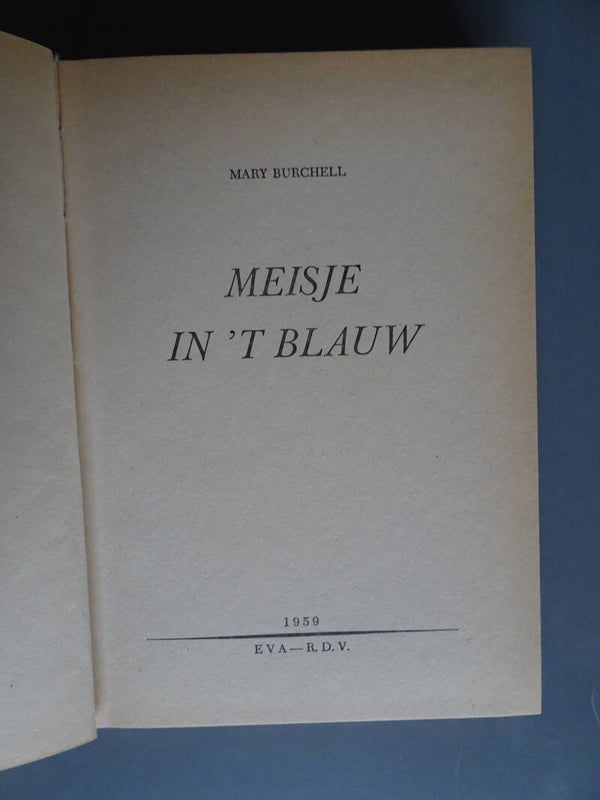 MARY BURCHELL
MEISJE
IN ’T BLAUW
1959
EVA—R.D.V.